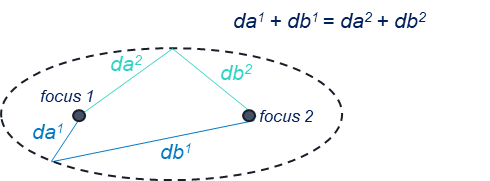 da¹ + db¹ = da² + db²
da²
db²
focus 1
focus 2
da¹
db¹